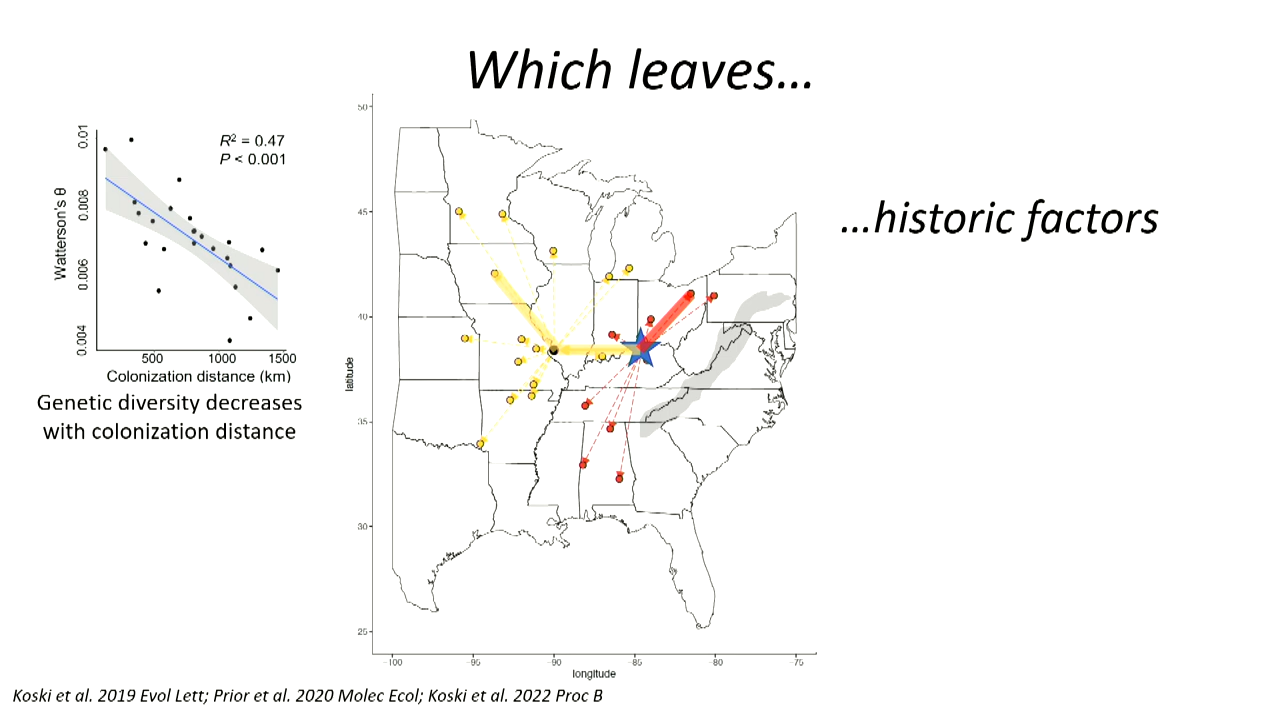 Which leaves…
…historic factors
R² = 0.47
P < 0.001
Watterson's θ
0.01
0.008
0.006
0.004
500
1000
1500
Colonization distance (km)
Genetic diversity decreases
with colonization distance
50
45
40
35
30
25
latitude
-100
-95
-90
-85
-80
-75
longitude
Koski et al. 2019 Evol Lett; Prior et al. 2020 Molec Ecol; Koski et al. 2022 Proc B